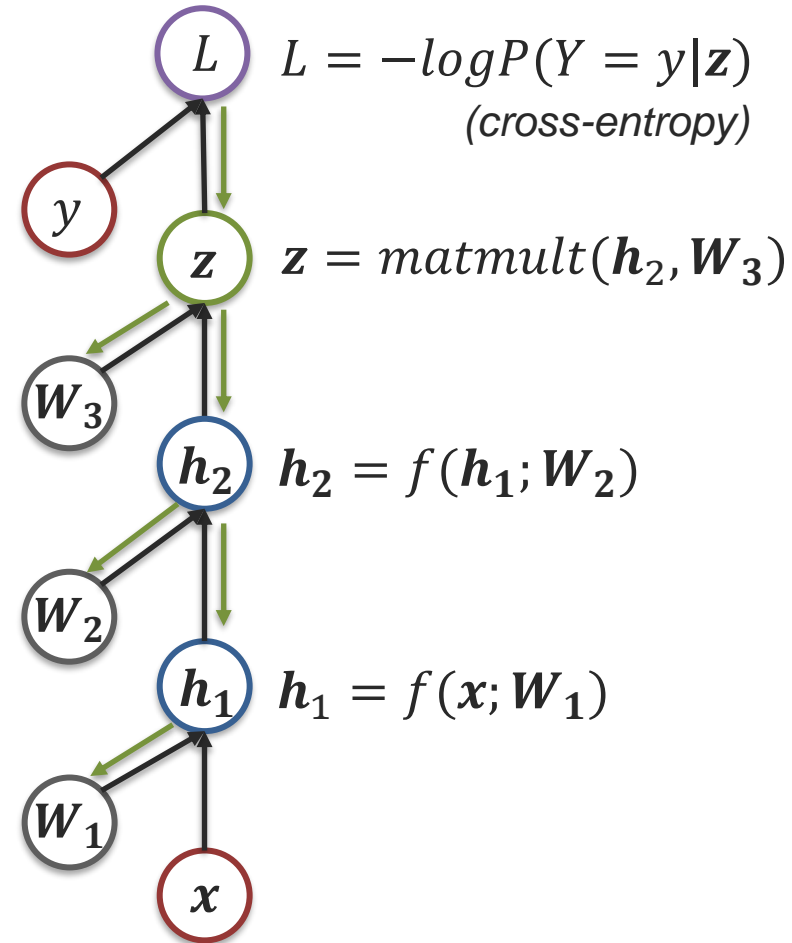 L L = −logP(Y = y|z)
(cross-entropy)
y
z z = matmult(h₂, W₃)
W₃
h₂ h₂ = f(h₁; W₂)
W₂
h₁ h₁ = f(x; W₁)
W₁
x